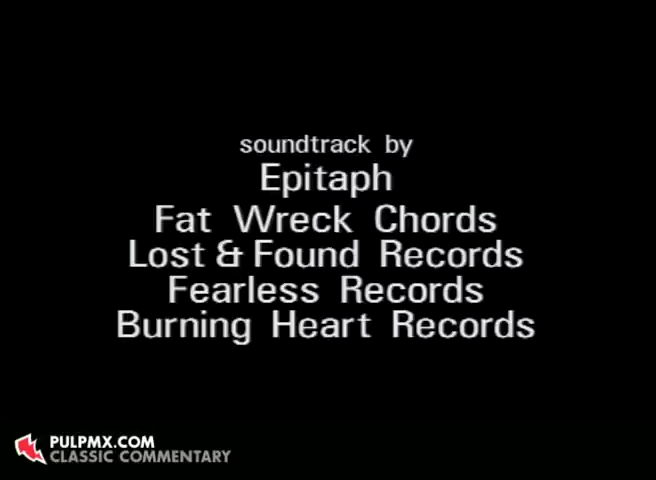 soundtrack by
Epitaph
Fat Wreck Chords
Lost & Found Records
Fearless Records
Burning Heart Records
PULPMX.COM
CLASSIC COMMENTARY